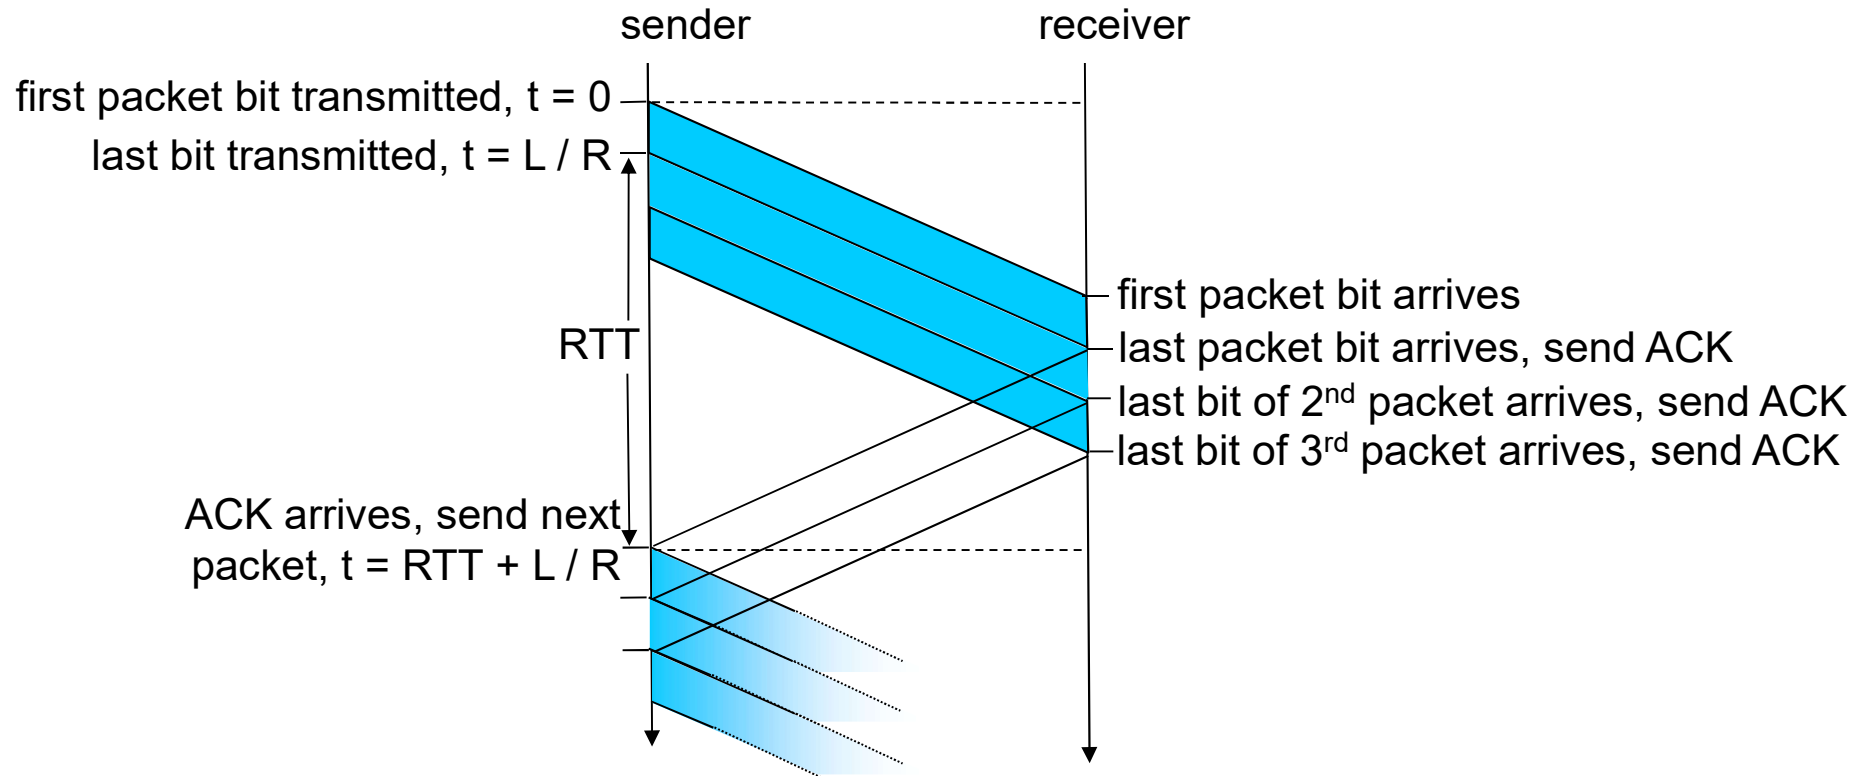 sender
receiver
first packet bit transmitted, t = 0
last bit transmitted, t = L / R
first packet bit arrives
RTT
last packet bit arrives, send ACK
last bit of 2nd packet arrives, send ACK
last bit of 3rd packet arrives, send ACK
ACK arrives, send next
packet, t = RTT + L / R